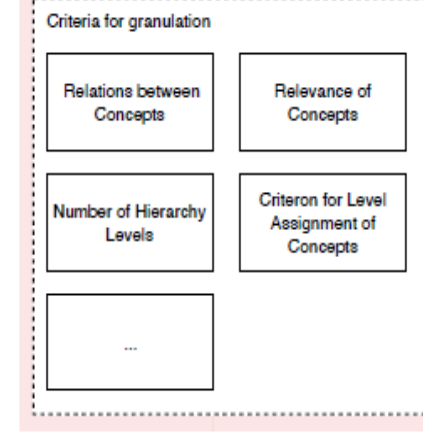 Criteria for granulation
Relations between
Concepts
Relevance of
Concepts
Number of Hierarchy
Levels
Criteron for Level
Assignment of
Concepts
...